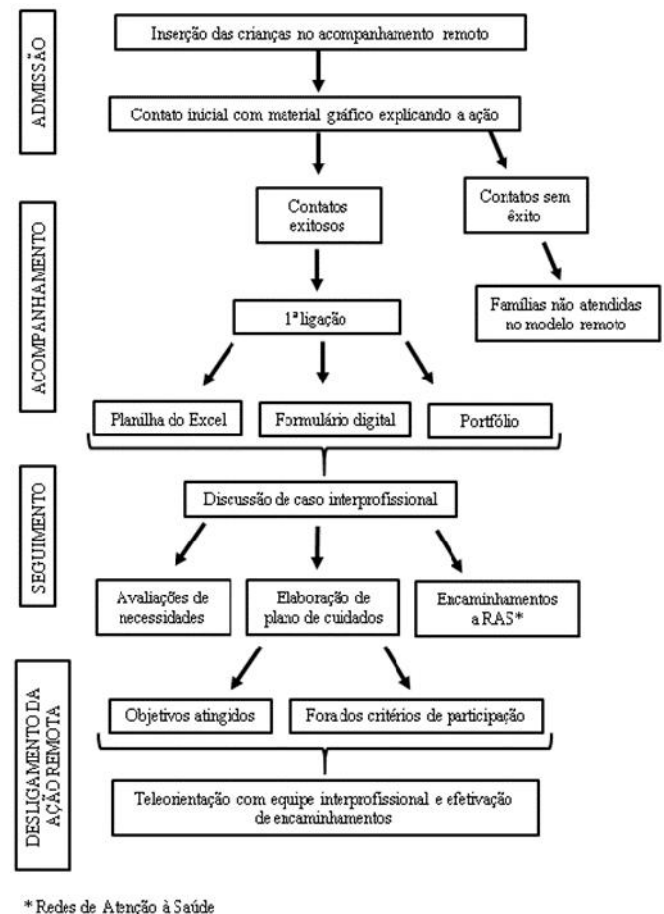 ADMISSÃO
Inserção das crianças no acompanhamento remoto
Contato inicial com material gráfico explicando a ação
ACOMPANHAMENTO
Contatos
exitosos
Contatos sem
êxito
1ª ligação
Famílias não atendidas
no modelo remoto
Planilha do Excel
Formulário digital
Portfólio
SEGUIMENTO
Discussão de caso interprofissional
Avaliações de
necessidades
Elaboração de
plano de cuidados
Encaminhamentos
a RAS*
DESLIGAMENTO DA
AÇÃO REMOTA
Objetivos atingidos
Fora dos critérios de participação
Teleorientação com equipe interprofissional e efetivação
de encaminhamentos
* Redes de Atenção à Saúde